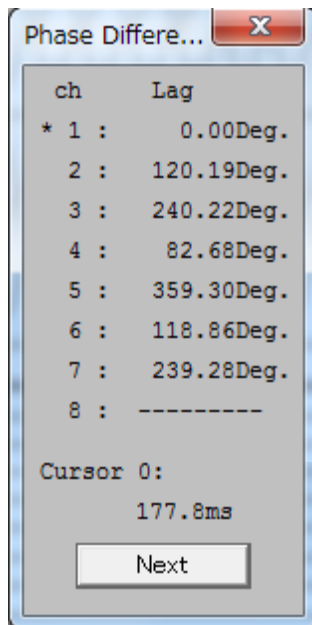 Phase Differe... X
ch Lag
* 1 : 0.00Deg.
2 : 120.19Deg.
3 : 240.22Deg.
4 : 82.68Deg.
5 : 359.30Deg.
6 : 118.86Deg.
7 : 239.28Deg.
8 : ---------
Cursor 0:
177.8ms
Next